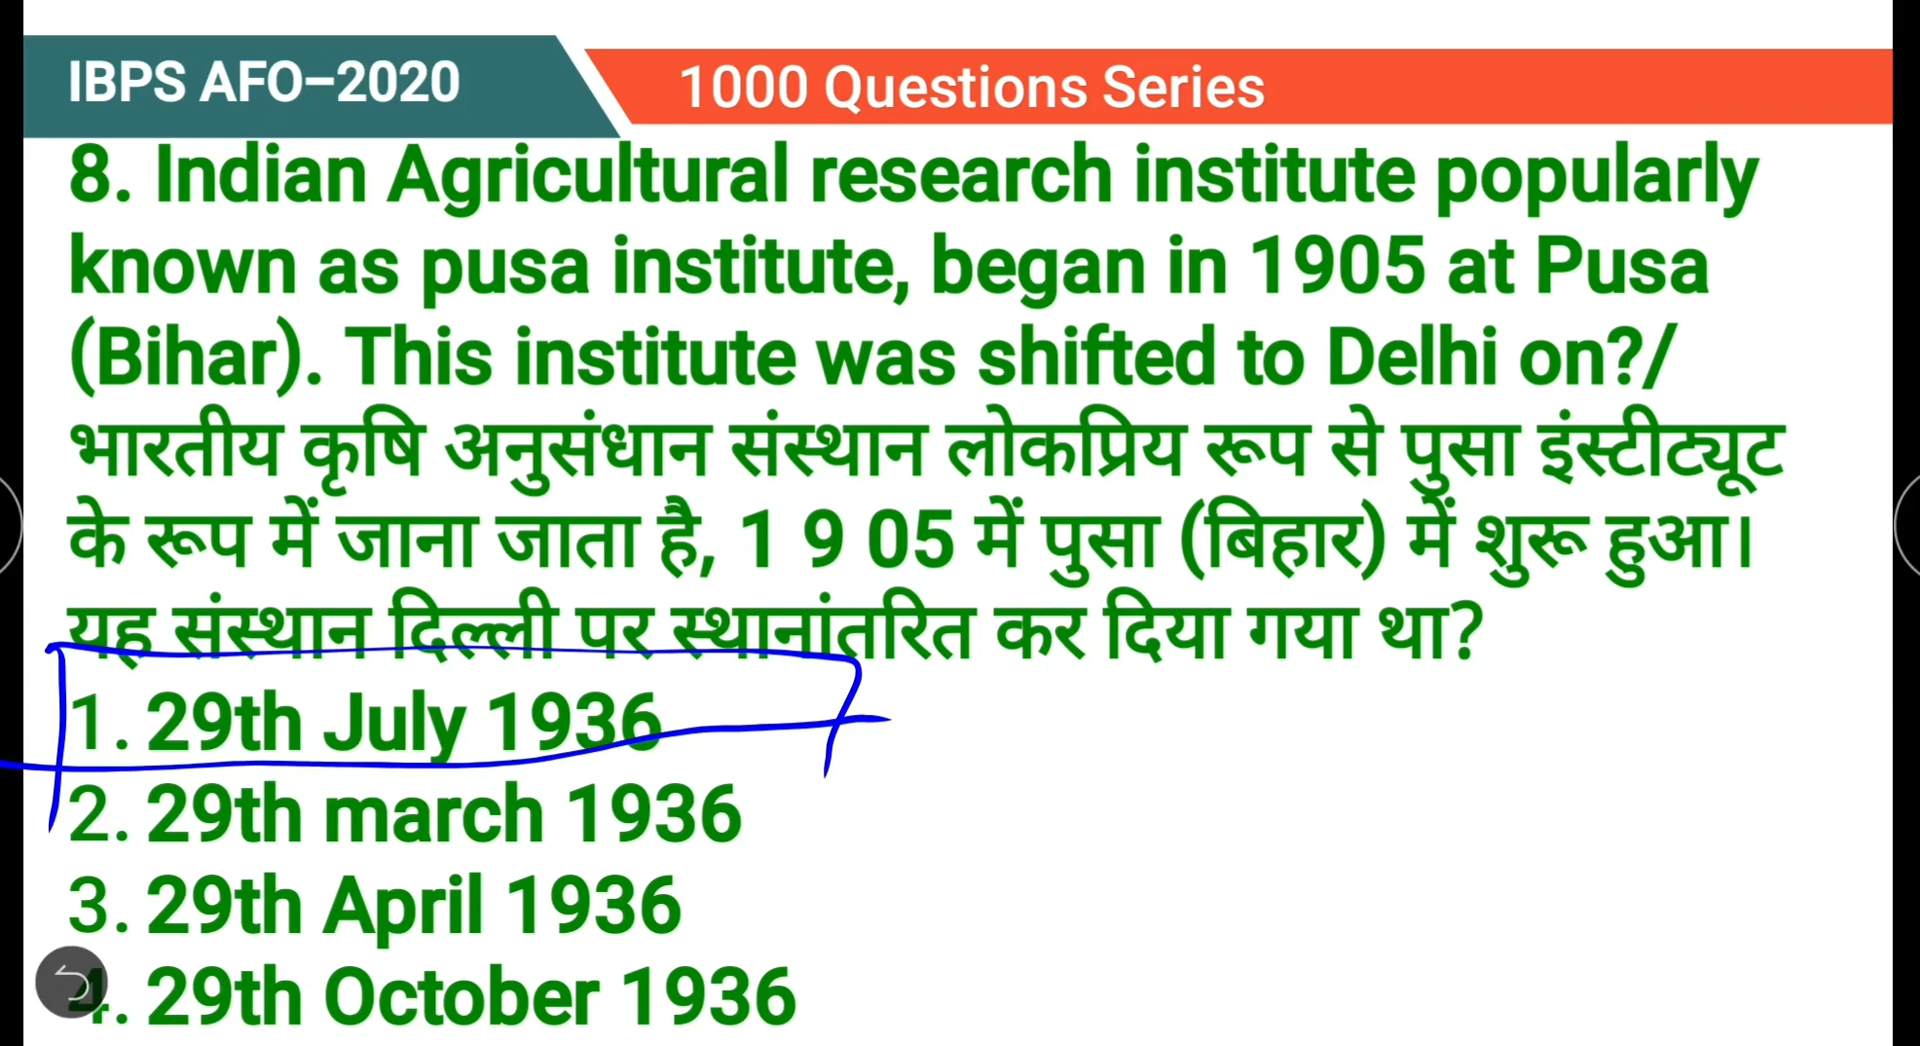 IBPS AFO–2020
1000 Questions Series
8. Indian Agricultural research institute popularly
known as pusa institute, began in 1905 at Pusa
(Bihar). This institute was shifted to Delhi on?/
भारतीय कृषि अनुसंधान संस्थान लोकप्रिय रूप से पुसा इंस्टीट्यूट
के रूप में जाना जाता है, 1 9 05 में पुसा (बिहार) में शुरू हुआ।
यह संस्थान दिल्ली पर स्थानांतरित कर दिया गया था?
1. 29th July 1936
2. 29th march 1936
3. 29th April 1936
4. 29th October 1936